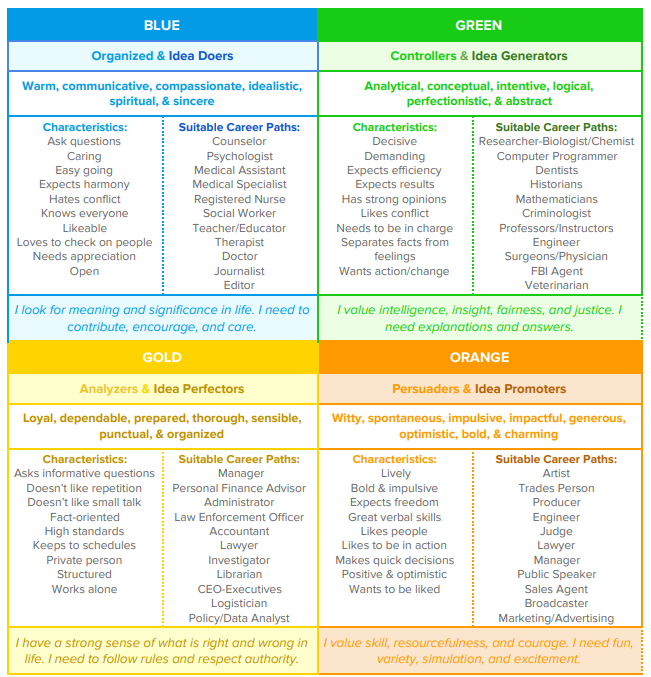 BLUE
Organized & Idea Doers
Warm, communicative, compassionate, idealistic,
spiritual, & sincere
Characteristics:
Ask questions
Caring
Easy going
Expects harmony
Hates conflict
Knows everyone
Likeable
Loves to check on people
Needs appreciation
Open
Suitable Career Paths:
Counselor
Psychologist
Medical Assistant
Medical Specialist
Registered Nurse
Social Worker
Teacher/Educator
Therapist
Doctor
Journalist
Editor
I look for meaning and significance in life. I need to
contribute, encourage, and care.
GREEN
Controllers & Idea Generators
Analytical, conceptual, intentive, logical,
perfectionistic, & abstract
Characteristics:
Decisive
Demanding
Expects efficiency
Expects results
Has strong opinions
Likes conflict
Needs to be in charge
Separates facts from
feelings
Wants action/change
Suitable Career Paths:
Researcher-Biologist/Chemist
Computer Programmer
Dentists
Historians
Mathematicians
Criminologist
Professors/Instructors
Engineer
Surgeons/Physician
FBI Agent
Veterinarian
I value intelligence, insight, fairness, and justice. I
need explanations and answers.
GOLD
Analyzers & Idea Perfectors
Loyal, dependable, prepared, thorough, sensible,
punctual, & organized
Characteristics:
Asks informative questions
Doesn't like repetition
Doesn't like small talk
Fact-oriented
High standards
Keeps to schedules
Private person
Structured
Works alone
Suitable Career Paths:
Manager
Personal Finance Advisor
Administrator
Law Enforcement Officer
Accountant
Lawyer
Investigator
Librarian
CEO-Executives
Logistician
Policy/Data Analyst
I have a strong sense of what is right and wrong in
life. I need to follow rules and respect authority.
ORANGE
Persuaders & Idea Promoters
Witty, spontaneous, impulsive, impactful, generous,
optimistic, bold, & charming
Characteristics:
Lively
Bold & impulsive
Expects freedom
Great verbal skills
Likes people
Likes to be in action
Makes quick decisions
Positive & optimistic
Wants to be liked
Suitable Career Paths:
Artist
Trades Person
Producer
Engineer
Judge
Lawyer
Manager
Public Speaker
Sales Agent
Broadcaster
Marketing/Advertising
I value skill, resourcefulness, and courage. I need fun,
variety, simulation, and excitement.